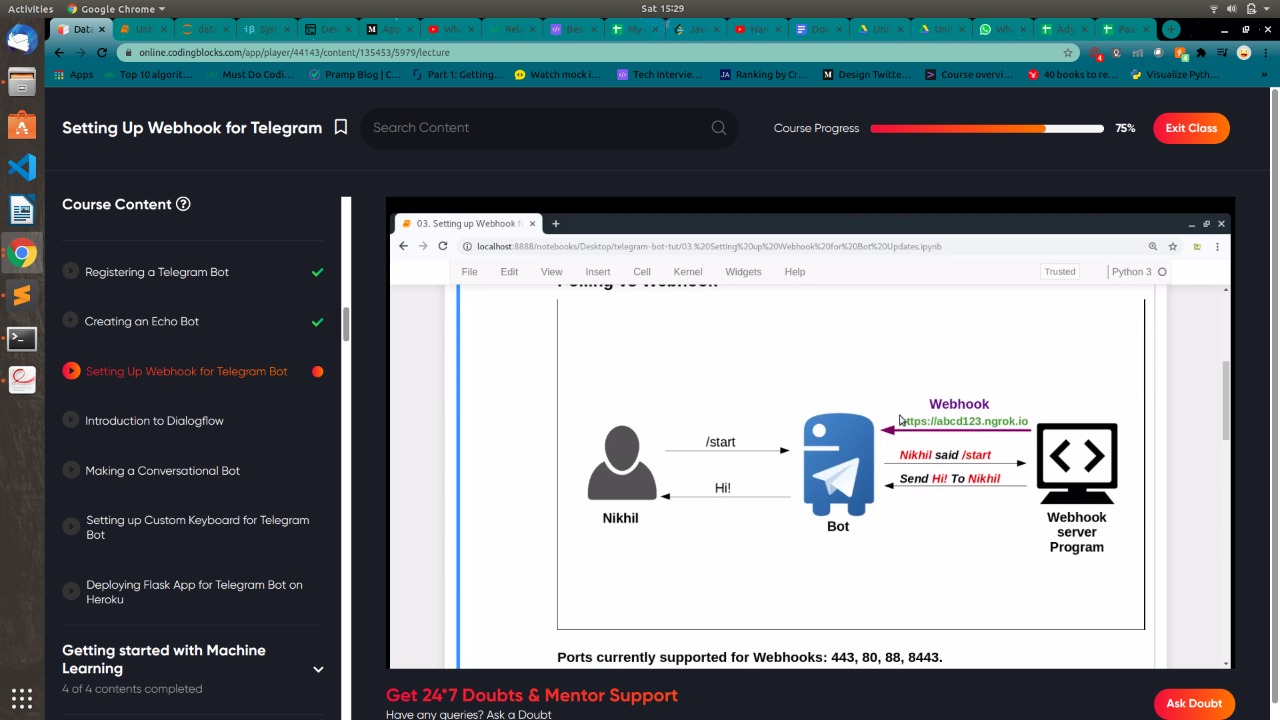 Activities
Google Chrome
Sat 15:29
Data
Unt
data
Sys
Des
App
Who
Rela
Bes
My
Jav
Han
Doc
Unt
Unt
Wha
Ady
Paa
online.codingblocks.com/app/player/44143/content/135453/5979/lecture
Apps
Top 10 algorit...
Must Do Codi...
Pramp Blog | C...
Part 1: Getting...
Watch mock i...
Tech Intervie...
Ranking by Cr...
Design Twitte...
Course overvi...
40 books to re...
Visualize Pyth...
»
Setting Up Webhook for Telegram
Search Content
Course Progress
75%
Exit Class
Course Content
Registering a Telegram Bot
Creating an Echo Bot
Setting Up Webhook for Telegram Bot
Introduction to Dialogflow
Making a Conversational Bot
Setting up Custom Keyboard for Telegram
Bot
Deploying Flask App for Telegram Bot on
Heroku
Getting started with Machine
Learning
4 of 4 contents completed
03. Setting up Webhook f
localhost:8888/notebooks/Desktop/telegram-bot-tut/03.%20Setting%20up%20Webhook%20for%20Bot%20Updates.ipynb
File Edit View Insert Cell Kernel Widgets Help
Trusted
Python 3
Polling vs Webhook
Webhook
https://abcd123.ngrok.io
/start
Nikhil said /start
Send Hi! To Nikhil
Hi!
Nikhil
Bot
Webhook
server
Program
Ports currently supported for Webhooks: 443, 80, 88, 8443.
Get 24*7 Doubts & Mentor Support
Have any queries? Ask a Doubt
Ask Doubt